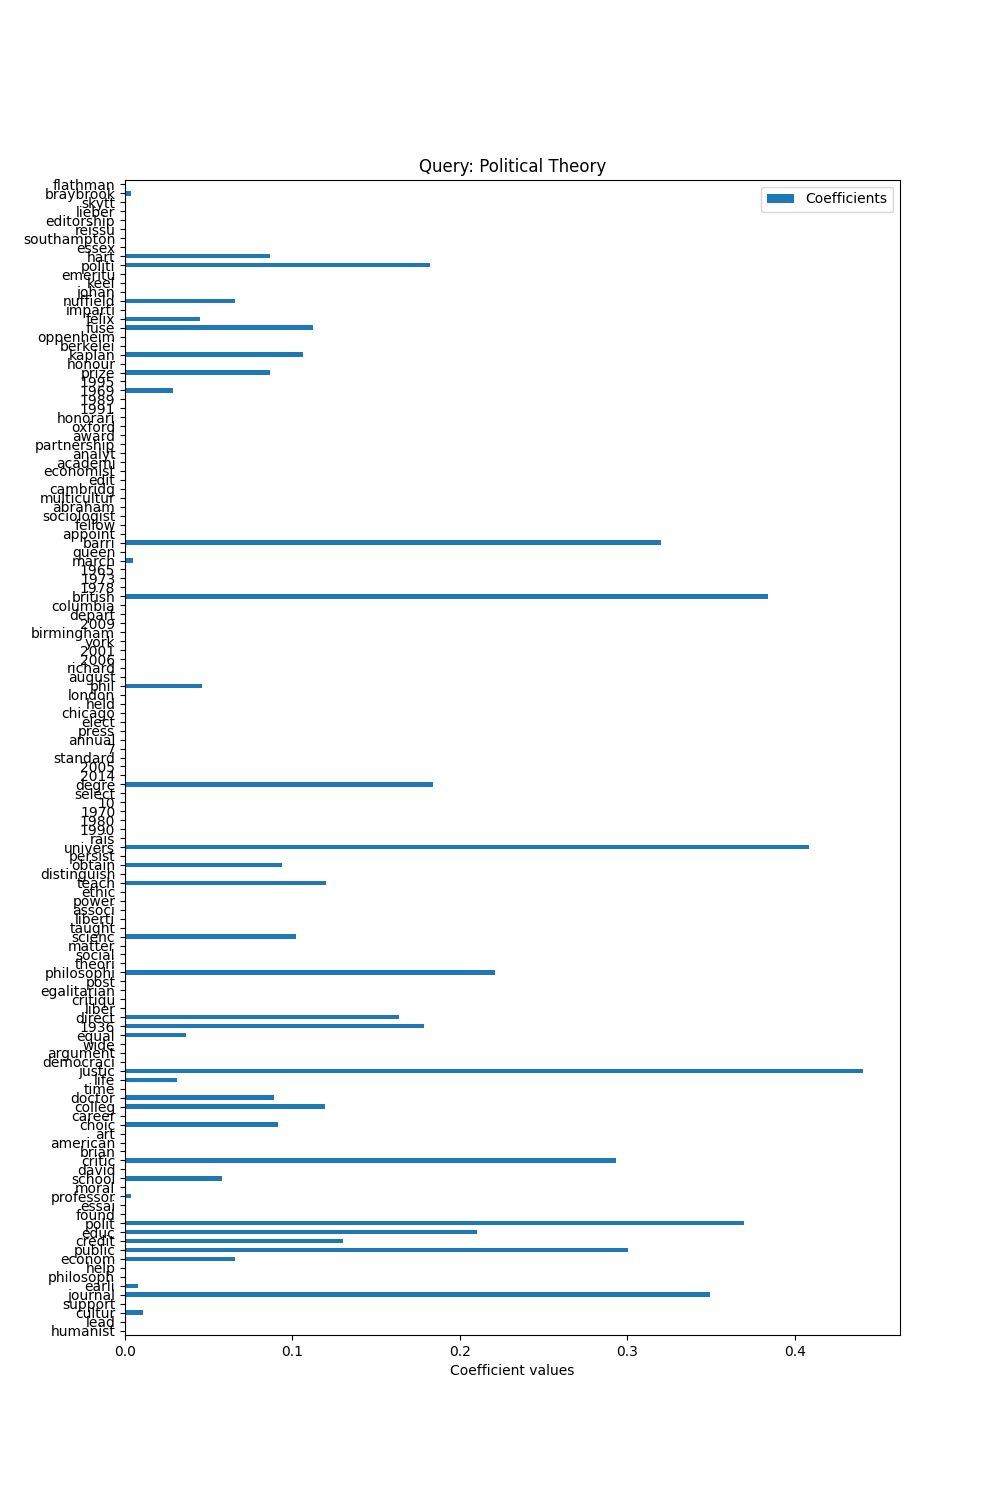 Query: Political Theory
Coefficients
flathman
braybrook
skytt
lieber
editorship
reissu
southampton
essex
hart
politi
emeritu
keel
johan
nuffield
imparti
felix
fuse
oppenheim
berkelei
kaplan
honour
prize
1995
1969
1989
1991
honorari
oxford
award
partnership
analyt
academi
economist
edit
cambridg
multicultur
abraham
sociologist
fellow
appoint
barri
queen
march
1965
1973
1978
british
columbia
depart
2009
birmingham
york
2001
2006
richard
august
phil
london
held
chicago
elect
press
annual
7
standard
2005
2014
degre
select
10
1970
1980
1990
rais
univers
persist
obtain
distinguish
teach
ethic
power
associ
liberti
taught
scienc
matter
social
theori
philosophi
post
egalitarian
critiqu
liber
direct
1936
equal
wide
argument
democraci
justic
life
time
doctor
colleg
career
choic
art
american
brian
critic
david
school
moral
professor
essai
found
polit
educ
credit
public
econom
help
philosoph
earli
journal
support
cultur
lead
humanist
0.0 0.1 0.2 0.3 0.4
Coefficient values